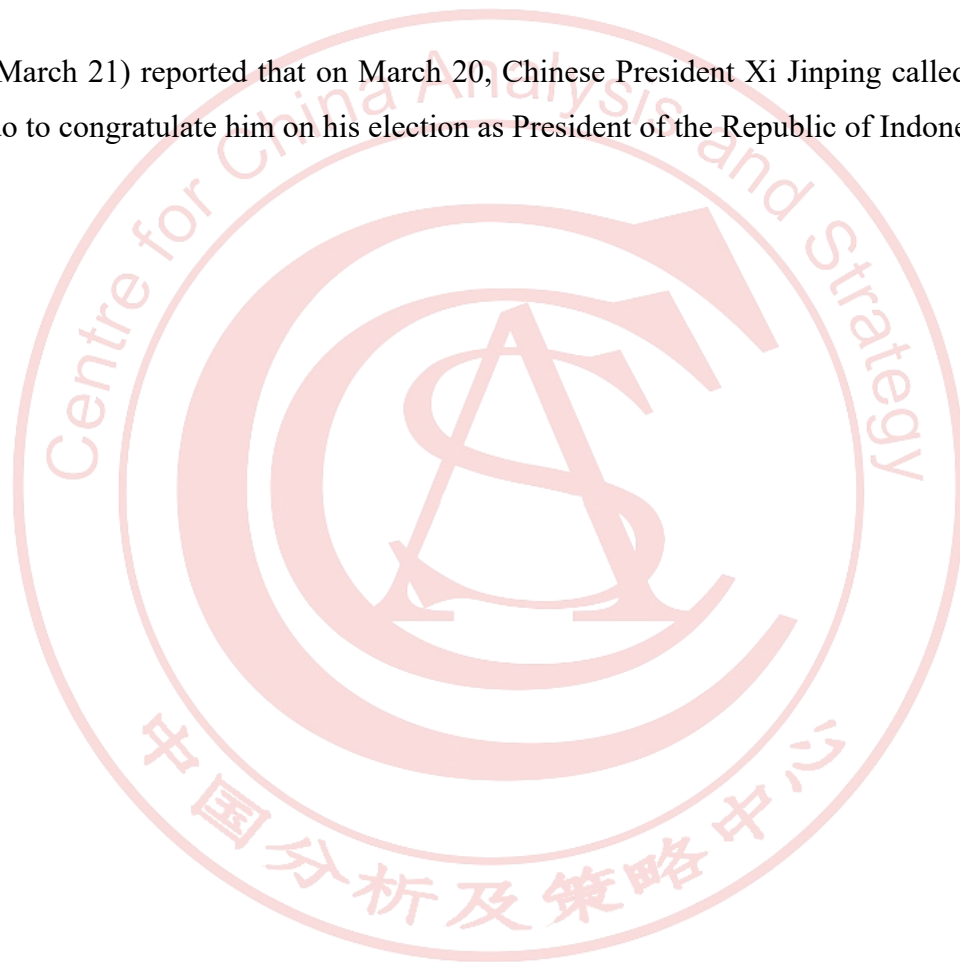 March 21) reported that on March 20, Chinese President Xi Jinping called
to congratulate him on his election as President of the Republic of
Centre for China Analysis and Strategy
CAS
中国分析及策略中心